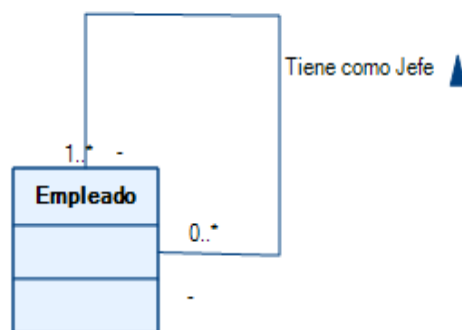 Tiene como Jefe
1..* -
Empleado
0..*
-